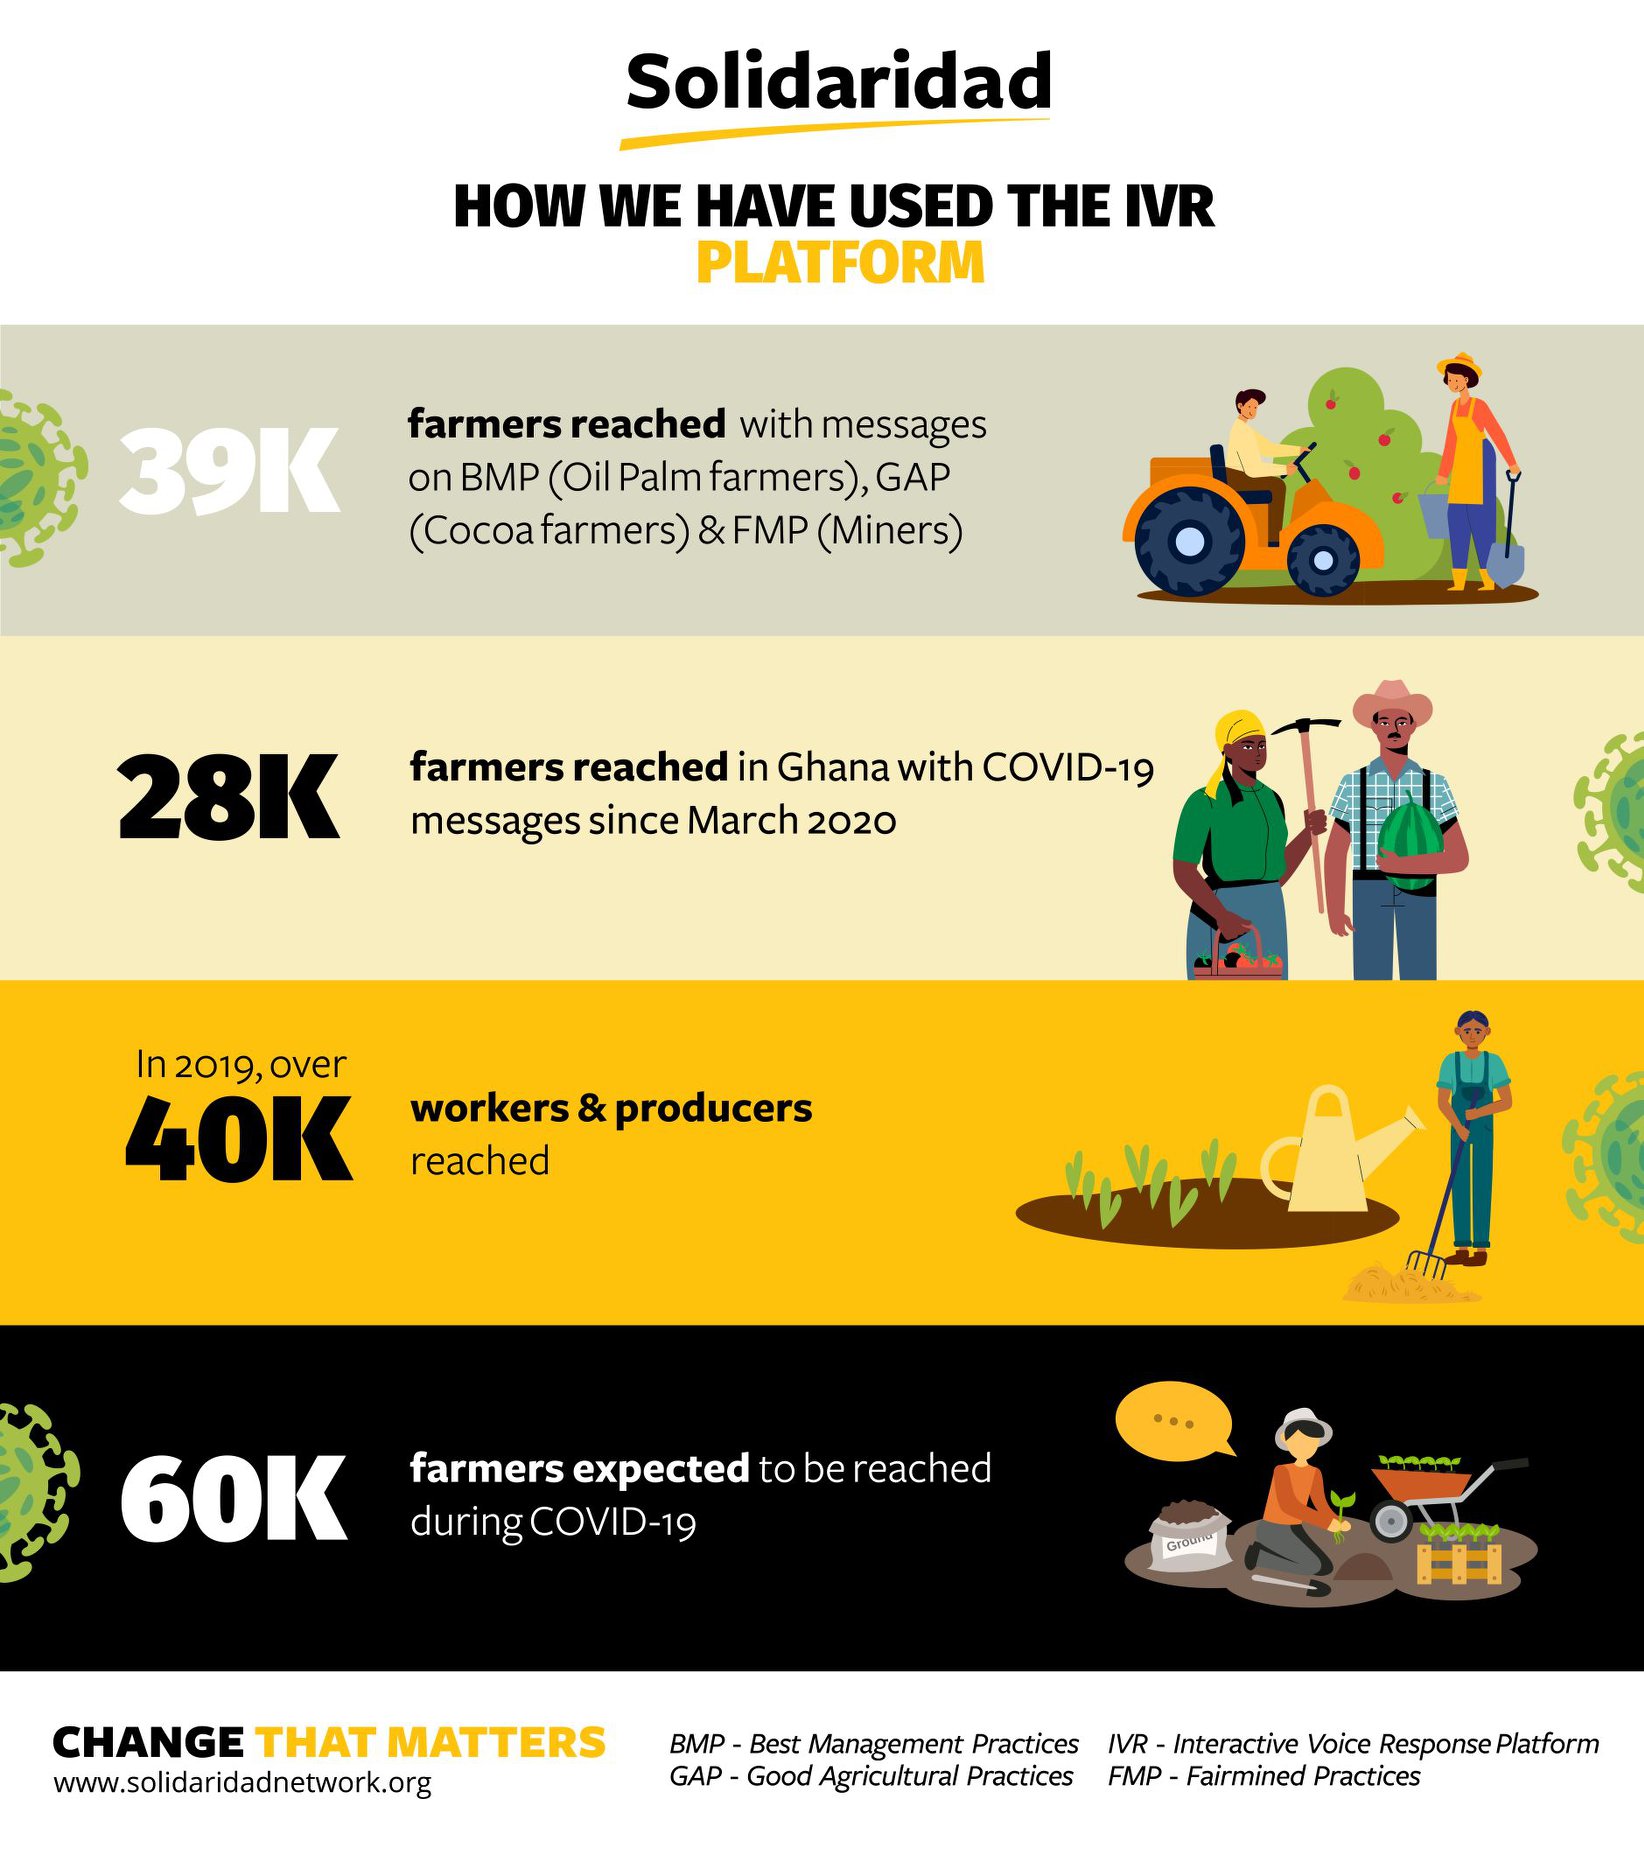 Solidaridad
HOW WE HAVE USED THE IVR
PLATFORM
39K
farmers reached with messages
on BMP (Oil Palm farmers), GAP
(Cocoa farmers) & FMP (Miners)
28K
farmers reached in Ghana with COVID-19
messages since March 2020
In 2019, over
40K
workers & producers
reached
60K
farmers expected to be reached
during COVID-19
Ground
CHANGE THAT MATTERS
www.solidaridadnetwork.org
BMP - Best Management Practices
GAP - Good Agricultural Practices
IVR - Interactive Voice Response Platform
FMP - Fairmined Practices